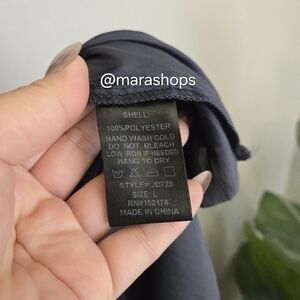 @marashops
SHELL:
100%POLYESTER
HAND WASH COLD
DO NOT BLEACH
LOW IRON IF NEEDED
HANG TO DRY
STYLE#:JD729
SIZE: L
RN#152176
MADE IN CHINA